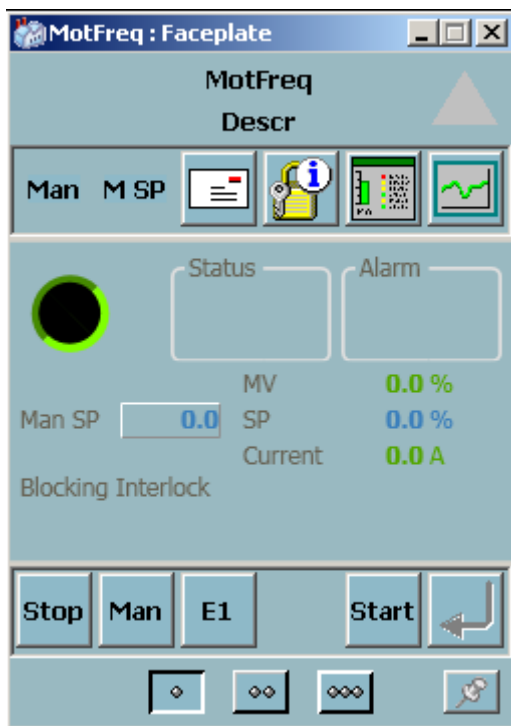 MotFreq : Faceplate
MotFreq
Descr
Man M SP
Status Alarm
MV 0.0 %
Man SP 0.0 SP 0.0 %
Current 0.0 A
Blocking Interlock
Stop Man E1 Start